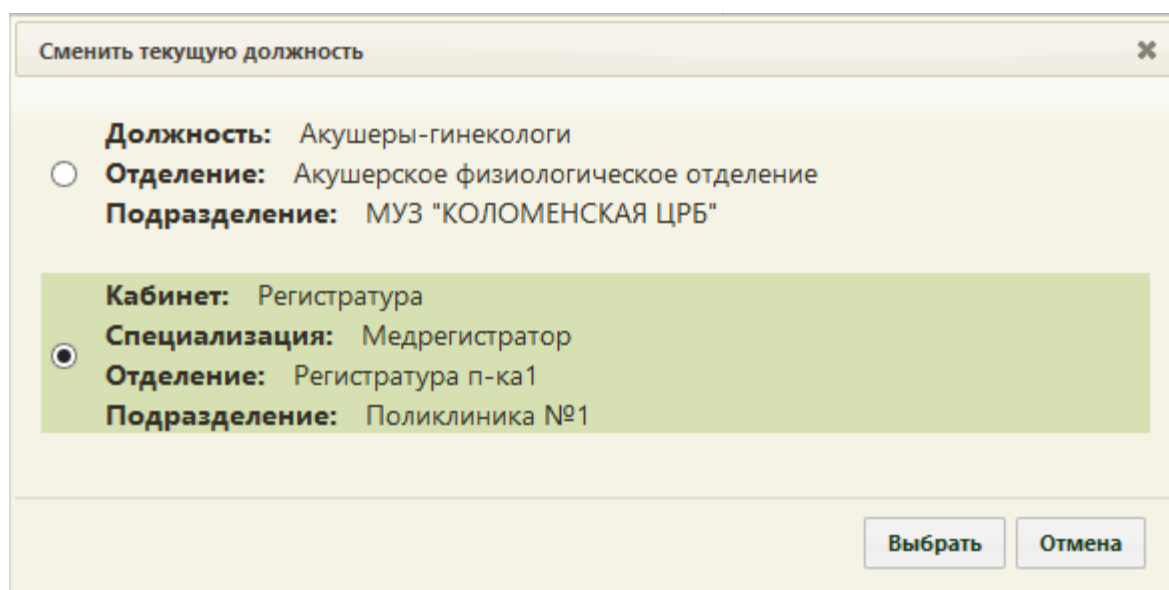 Сменить текущую должность
Должность: Акушеры-гинекологи
Отделение: Акушерское физиологическое отделение
Подразделение: МУЗ "КОЛОМЕНСКАЯ ЦРБ"
Кабинет: Регистратура
Специализация: Медрегистратор
Отделение: Регистратура п-ка1
Подразделение: Поликлиника №1
Выбрать Отмена